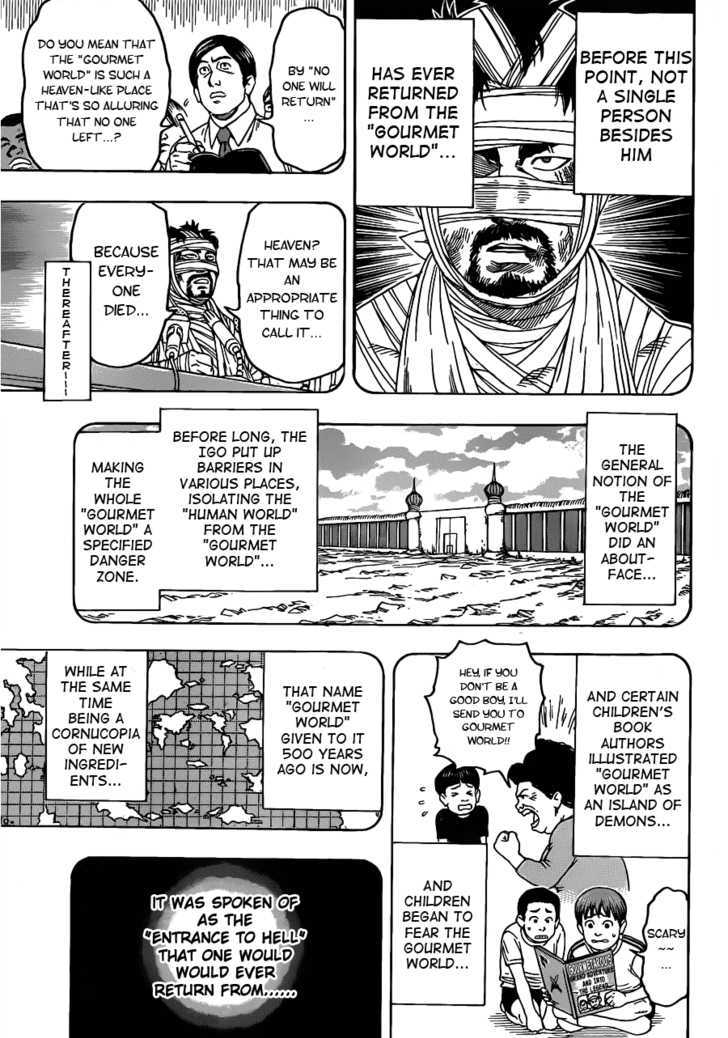 BEFORE THIS
POINT, NOT
A SINGLE
PERSON
BESIDES
HIM
HAS EVER
RETURNED
FROM THE
"GOURMET
WORLD"...
BY "NO
ONE WILL
RETURN"
...
DO YOU MEAN THAT
THE "GOURMET
WORLD" IS SUCH A
HEAVEN-LIKE PLACE
THAT'S SO ALLURING
THAT NO ONE
LEFT...?
HEAVEN?
THAT MAY BE
AN
APPROPRIATE
THING TO
CALL IT...
BECAUSE
EVERY-
ONE
DIED...
THEREAFTER...
THE
GENERAL
NOTION OF
THE
"GOURMET
WORLD"
DID AN
ABOUT-
FACE...
BEFORE LONG, THE
IGO PUT UP
BARRIERS IN
VARIOUS PLACES,
ISOLATING THE
"HUMAN WORLD"
FROM THE
"GOURMET
WORLD"...
MAKING
THE
WHOLE
"GOURMET
WORLD" A
SPECIFIED
DANGER
ZONE.
AND CERTAIN
CHILDREN'S
BOOK
AUTHORS
ILLUSTRATED
"GOURMET
WORLD" AS
AN ISLAND OF
DEMONS...
HEY, IF YOU
DON'T BE A
GOOD BOY, I'LL
SEND YOU TO
GOURMET
WORLD!!
AND
CHILDREN
BEGAN TO
FEAR THE
GOURMET
WORLD...
SCARY
~~
...
GRAND ADVENTURE
AND INTO
THE LEGEND
THAT NAME
"GOURMET
WORLD"
GIVEN TO IT
500 YEARS
AGO IS NOW,
WHILE AT
THE SAME
TIME
BEING A
CORNUCOPIA
OF NEW
INGREDI-
ENTS...
IT WAS SPOKEN OF
AS THE
"ENTRANCE TO HELL"
THAT ONE WOULD
WOULD EVER
RETURN FROM......